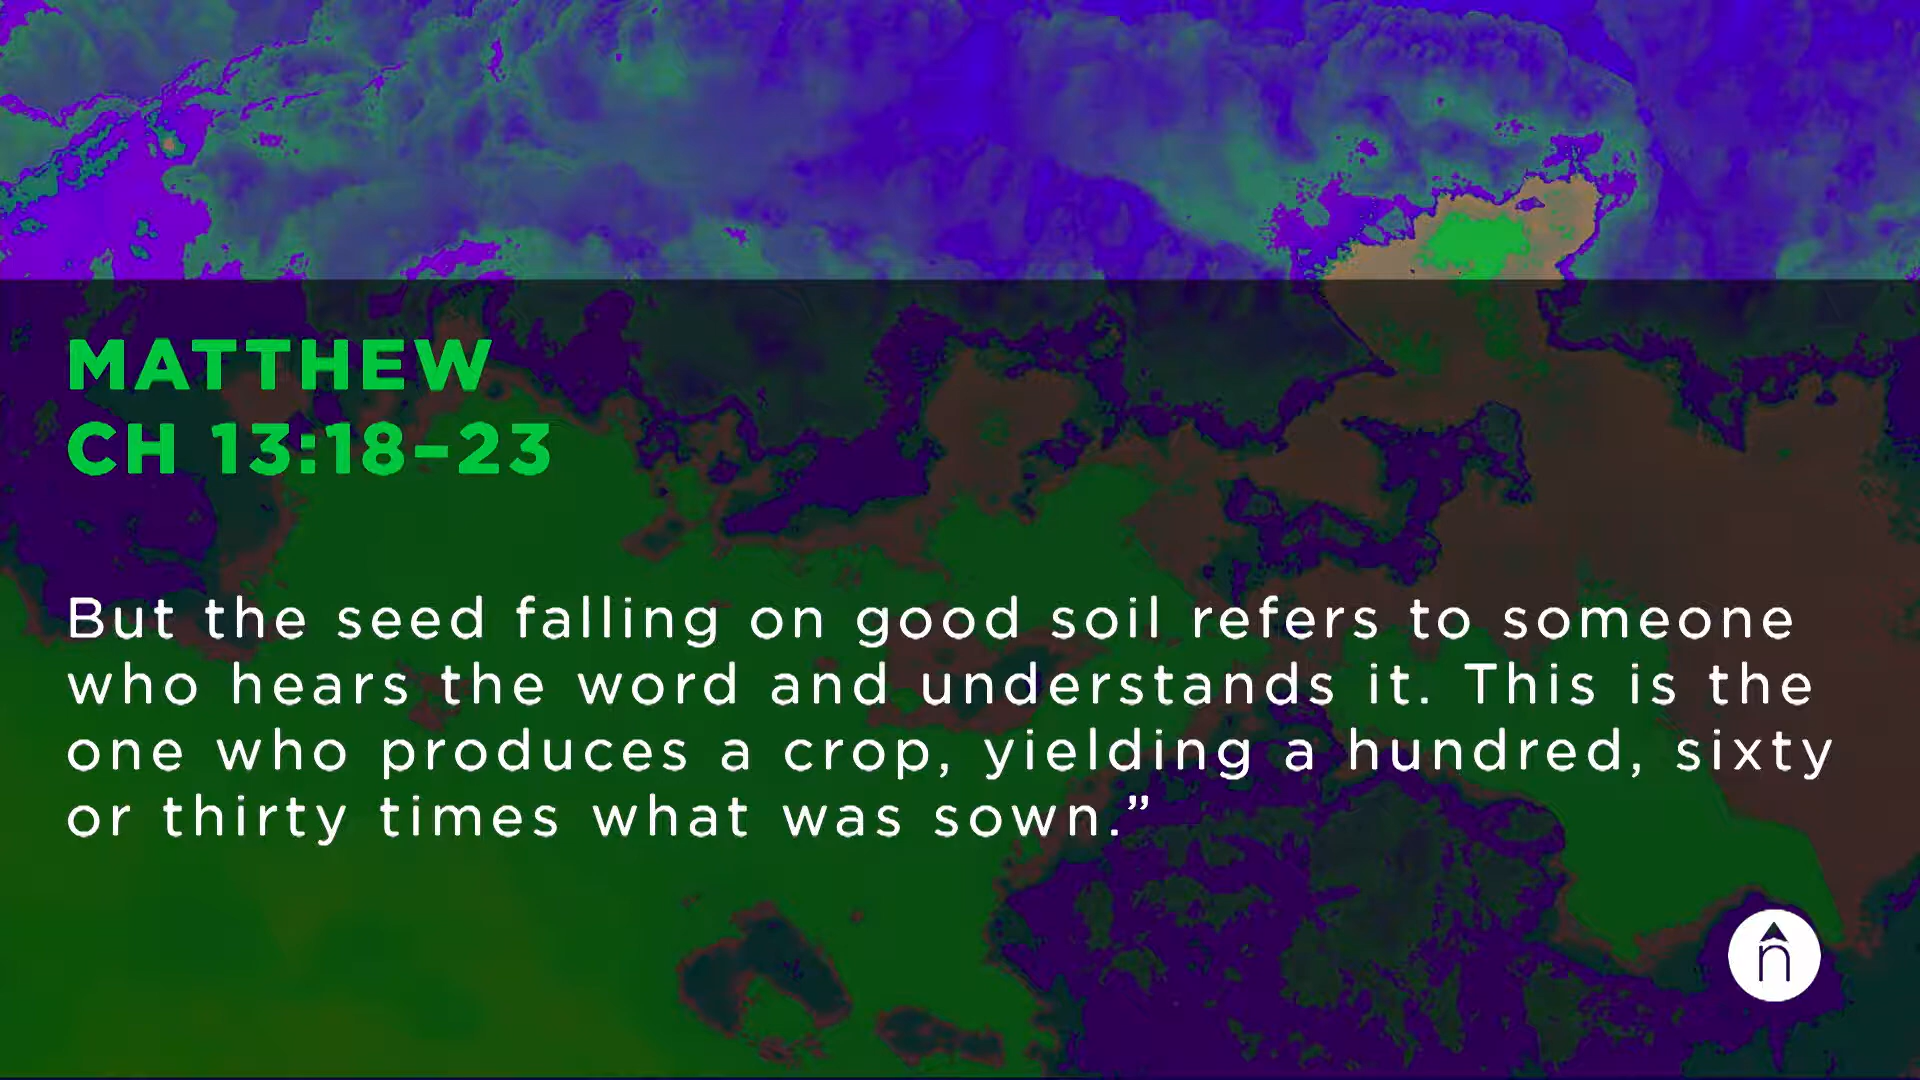 MATTHEW
CH 13:18–23
But the seed falling on good soil refers to someone
who hears the word and understands it. This is the
one who produces a crop, yielding a hundred, sixty
or thirty times what was sown.”
n